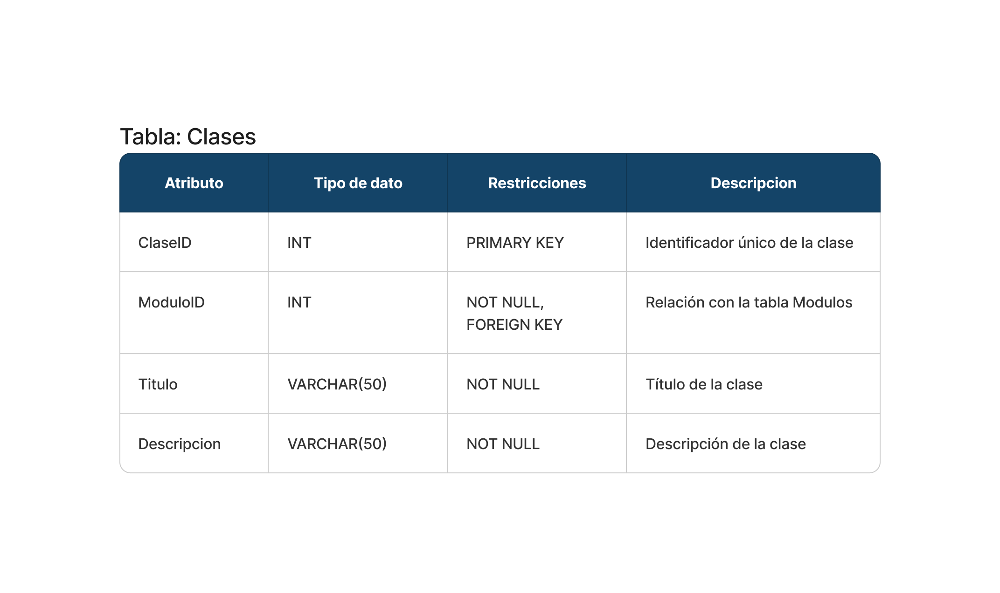 Tabla: Clases
Atributo Tipo de dato Restricciones Descripcion
ClaseID INT PRIMARY KEY Identificador único de la clase
ModuloID INT NOT NULL, Relación con la tabla Modulos
FOREIGN KEY
Titulo VARCHAR(50) NOT NULL Título de la clase
Descripcion VARCHAR(50) NOT NULL Descripción de la clase